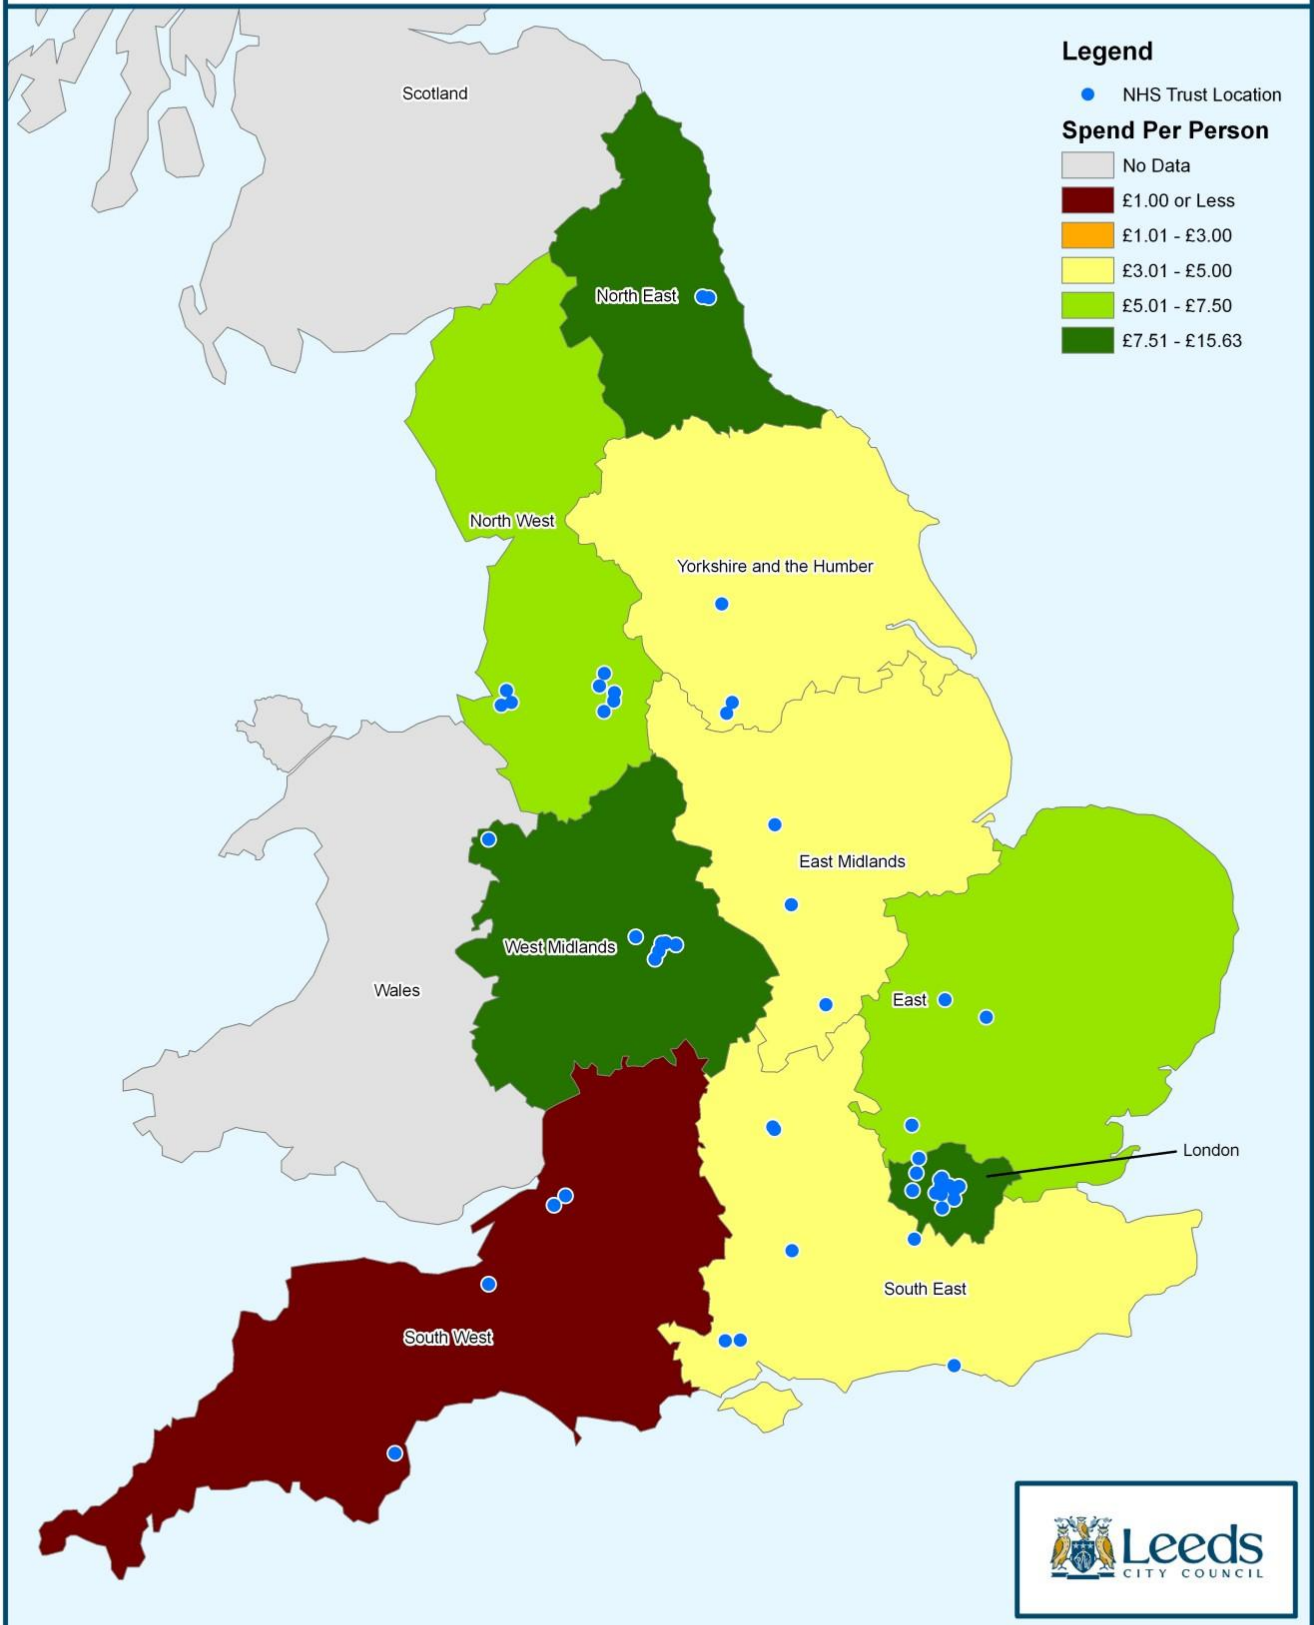 Legend
NHS Trust Location
Spend Per Person
No Data
£1.00 or Less
£1.01 - £3.00
£3.01 - £5.00
£5.01 - £7.50
£7.51 - £15.63
Scotland
North East
North West
Yorkshire and the Humber
East Midlands
West Midlands
Wales
East
London
South East
South West
Leeds
CITY COUNCIL